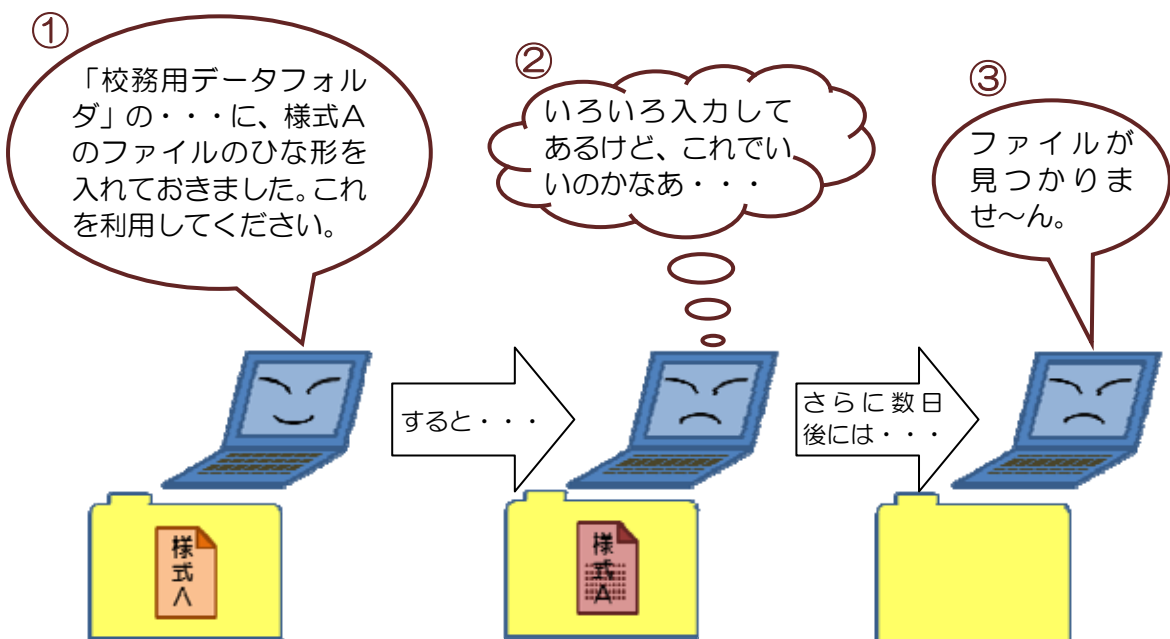 ①
「校務用データフォル
ダ」の・・・に、様式A
のファイルのひな形を
入れておきました。これ
を利用してください。
②
いろいろ入力して
あるけど、これでい
いのかなあ・・・
③
ファイルが
見つかりま
せ～ん。
すると・・・
さらに数日
後には・・・
様
式
A
様
式
A